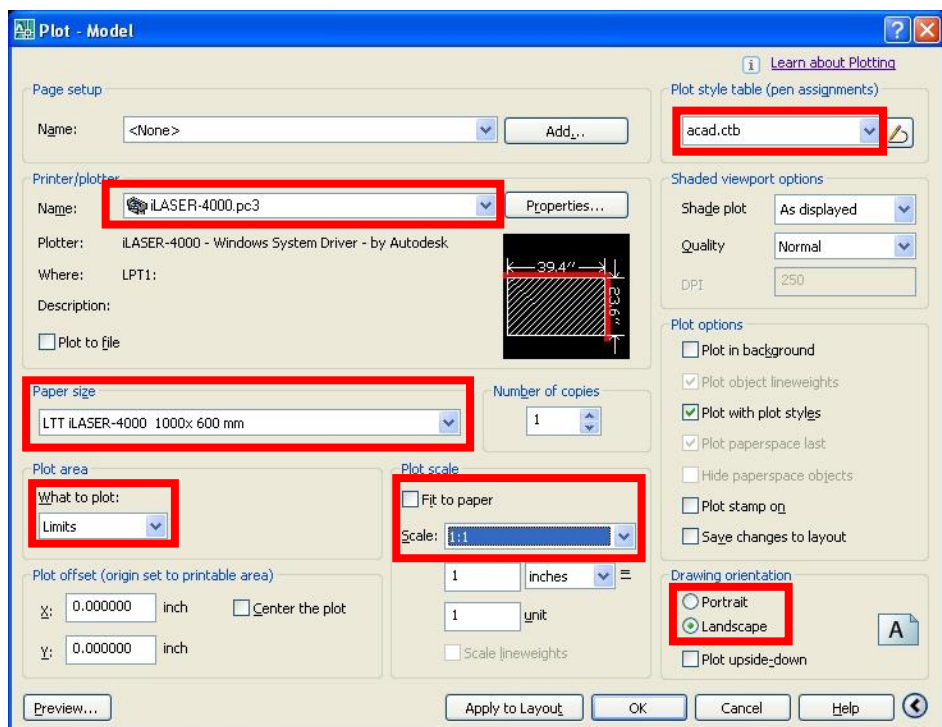 Plot - Model
Learn about Plotting
Page setup
Name: <None> Add...
Plot style table (pen assignments)
acad.ctb
Printer/plotter
Name: iLASER-4000.pc3 Properties...
Plotter: iLASER-4000 - Windows System Driver - by Autodesk
Where: LPT1:
Description:
Plot to file
39.4''
23.6''
Shaded viewport options
Shade plot As displayed
Quality Normal
DPI 250
Paper size
LTT iLASER-4000 1000x 600 mm
Number of copies
1
Plot options
Plot in background
Plot object lineweights
Plot with plot styles
Plot paperspace last
Hide paperspace objects
Plot stamp on
Save changes to layout
Plot area
What to plot:
Limits
Plot scale
Fit to paper
Scale: 1:1
1 inches =
1 unit
Scale lineweights
Plot offset (origin set to printable area)
X: 0.000000 inch Center the plot
Y: 0.000000 inch
Drawing orientation
Portrait
Landscape
A
Plot upside-down
Preview... Apply to Layout OK Cancel Help